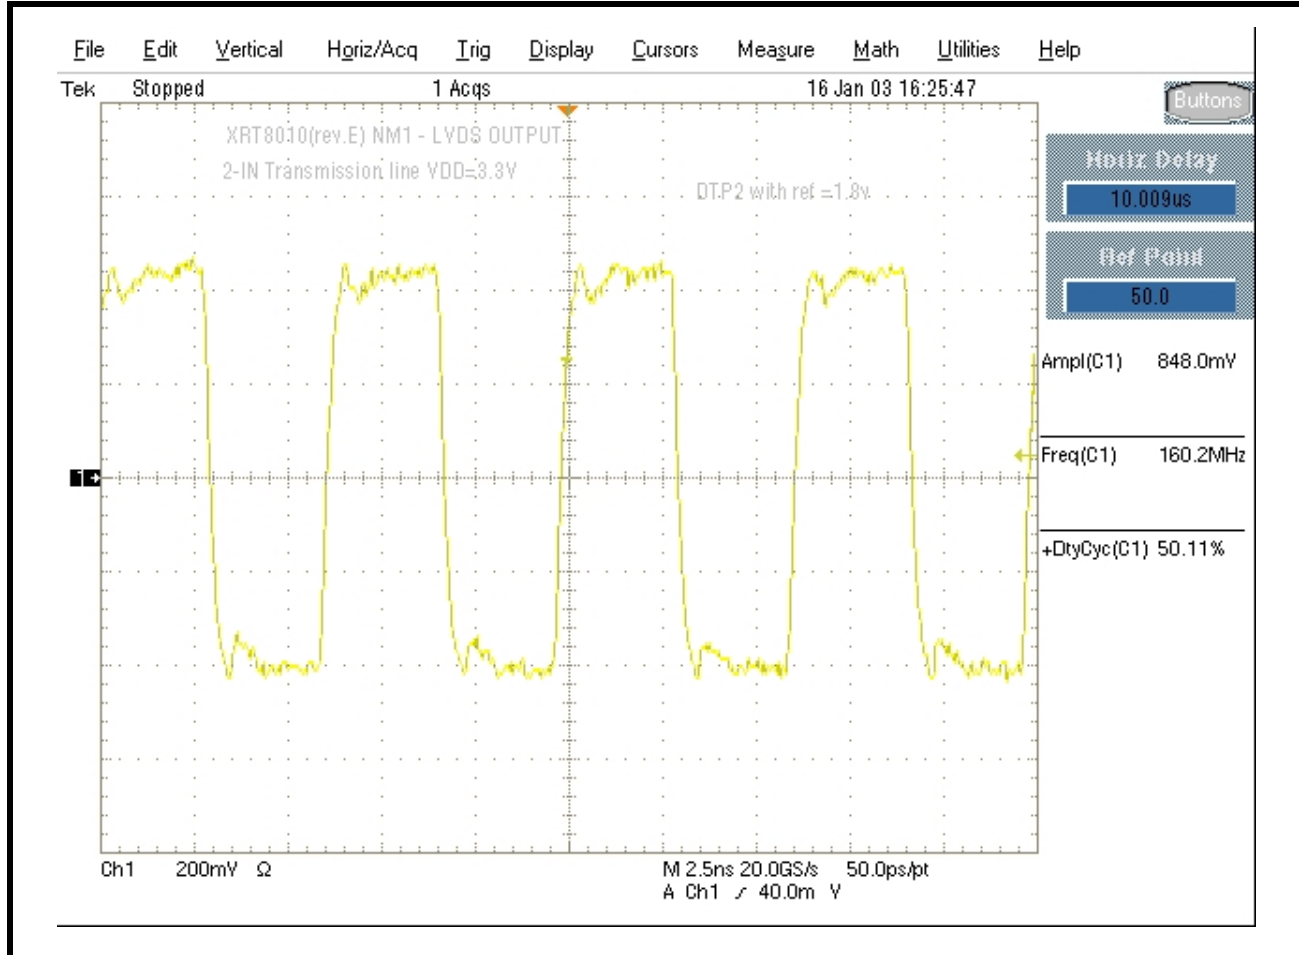 File Edit Vertical Horiz/Acq Trig Display Cursors Measure Math Utilities Help
Tek Stopped 1 Acqs 16 Jan 03 16:25:47
Buttons
XRT8010(rev.E) NM1 - LVDS OUTPUT
2-IN Transmission line VDD=3.3V
DT.P2 with ref =1.8v
Horiz Delay
10.009us
Ref Point
50.0
Ampl(C1) 848.0mV
Freq(C1) 160.2MHz
1
+DtyCyc(C1) 50.11%
Ch1 200mV Ω M 2.5ns 20.0GS/s 50.0ps/pt
A Ch1 ⁄ 40.0m V